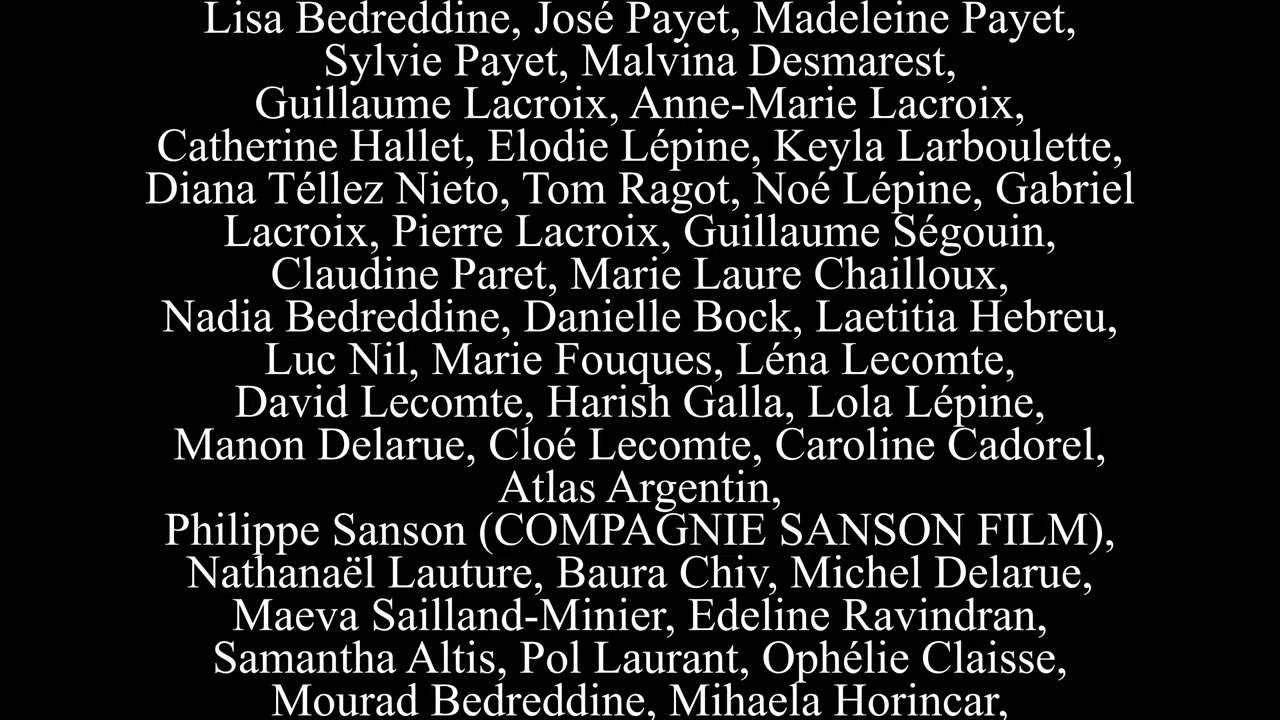 Lisa Bedreddine, José Payet, Madeleine Payet,
Sylvie Payet, Malvina Desmarest,
Guillaume Lacroix, Anne-Marie Lacroix,
Catherine Hallet, Elodie Lépine, Keyla Larboulette,
Diana Téllez Nieto, Tom Ragot, Noé Lépine, Gabriel
Lacroix, Pierre Lacroix, Guillaume Ségouin,
Claudine Paret, Marie Laure Chailloux,
Nadia Bedreddine, Danielle Bock, Laetitia Hebreu,
Luc Nil, Marie Fouques, Léna Lecomte,
David Lecomte, Harish Galla, Lola Lépine,
Manon Delarue, Cloé Lecomte, Caroline Cadorel,
Atlas Argentin,
Philippe Sanson (COMPAGNIE SANSON FILM),
Nathanaël Lauture, Baura Chiv, Michel Delarue,
Maeva Sailland-Minier, Edeline Ravindran,
Samantha Altis, Pol Laurant, Ophélie Claisse,
Mourad Bedreddine, Mihaela Horincar,